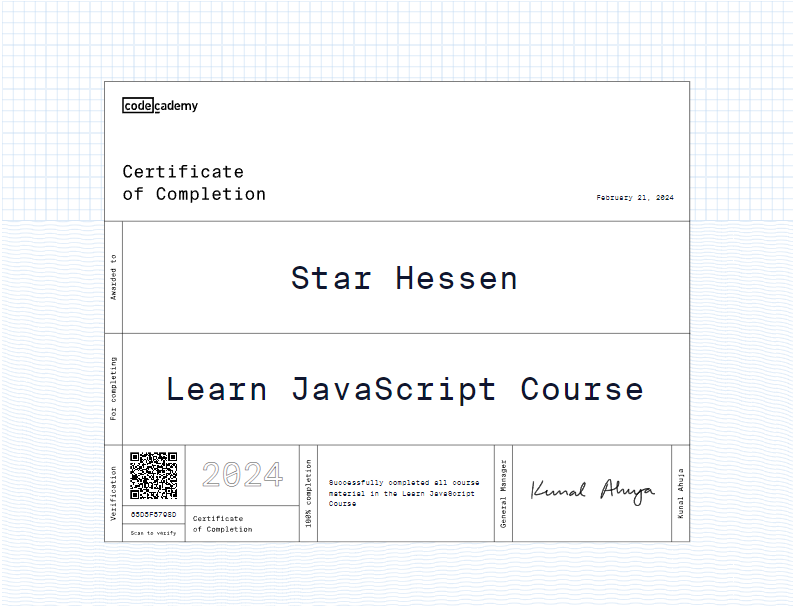 codecademy
Certificate
of Completion
February 21, 2024
Awarded to
Star Hessen
For completing
Learn JavaScript Course
Verification
65D5F579SD
Scan to verify
2024
Certificate
of Completion
100% completion
Successfully completed all course
material in the Learn JavaScript
Course
General Manager
Kunal Ahuja
Kunal Ahuja